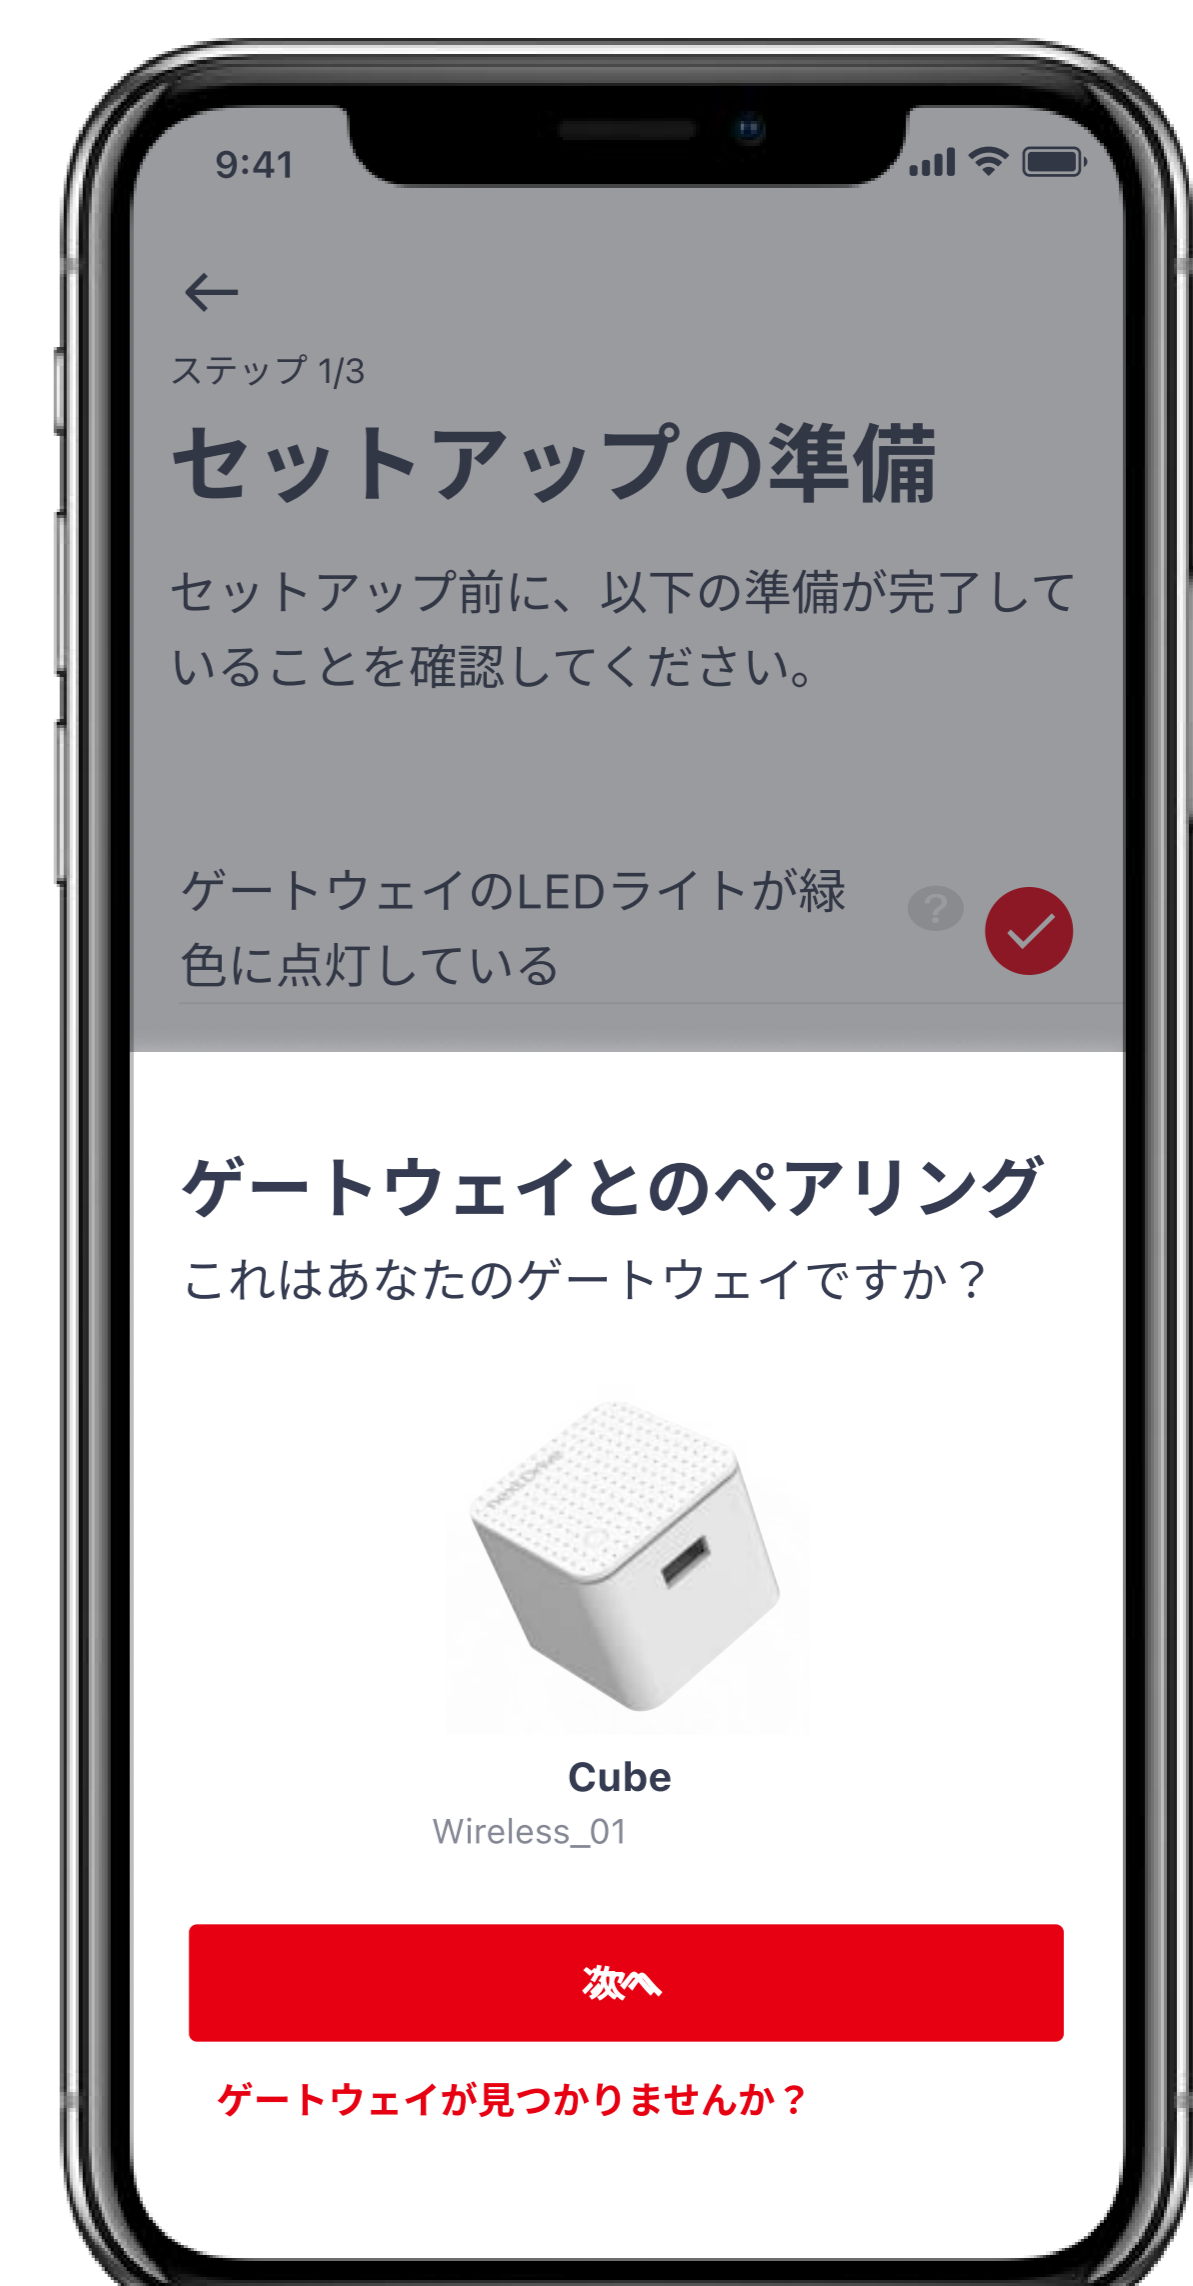 9:41
ステップ 1/3
セットアップの準備
セットアップ前に、以下の準備が完了して
いることを確認してください。
ゲートウェイのLEDライトが緑
色に点灯している
?
ゲートウェイとのペアリング
これはあなたのゲートウェイですか？
nextDrive
Cube
Wireless_01
次へ
ゲートウェイが見つかりませんか？